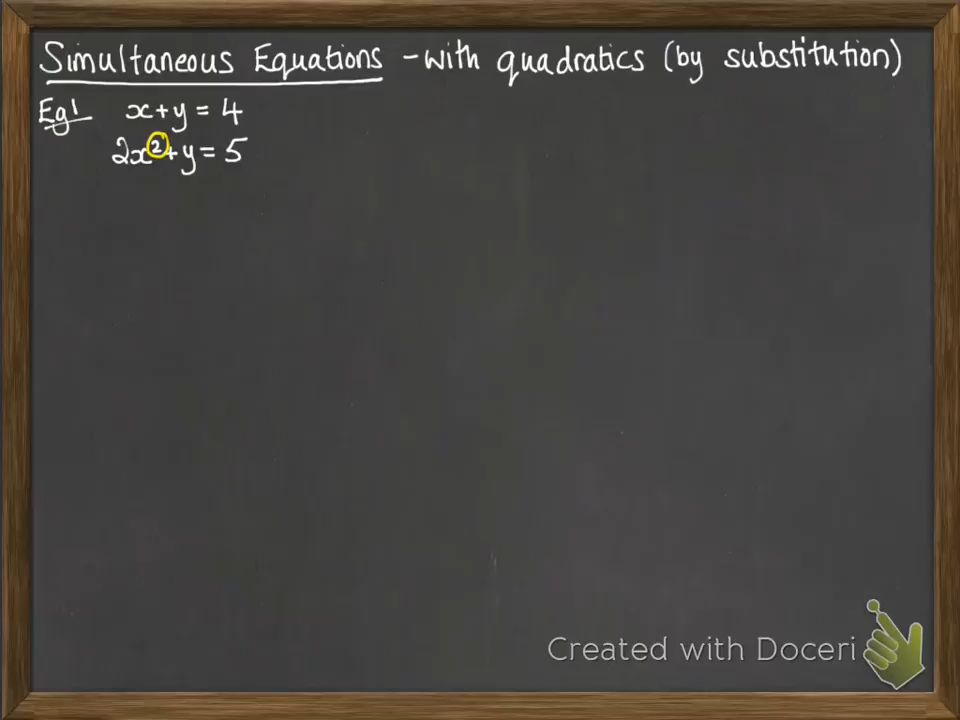 Simultaneous Equations - with quadratics (by substitution)
Eg1 x + y = 4
2x² + y = 5
Created with Doceri